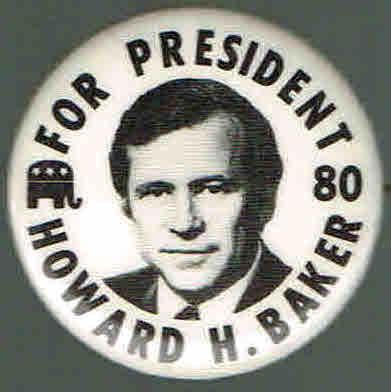 FOR PRESIDENT
80
HOWARD H. BAKER